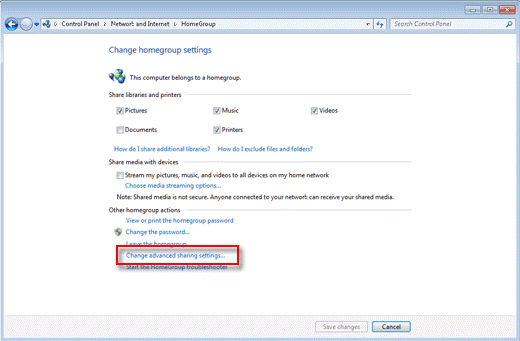 Control Panel ▸ Network and Internet ▸ HomeGroup
Search Control Panel
Change homegroup settings
This computer belongs to a homegroup.
Share libraries and printers
Pictures Music Videos
Documents Printers
How do I share additional libraries? How do I exclude files and folders?
Share media with devices
Stream my pictures, music, and videos to all devices on my home network
Choose media streaming options...
Note: Shared media is not secure. Anyone connected to your network can receive your shared media.
Other homegroup actions
View or print the homegroup password
Change the password...
Leave the homegroup...
Change advanced sharing settings...
Start the HomeGroup troubleshooter
Save changes Cancel